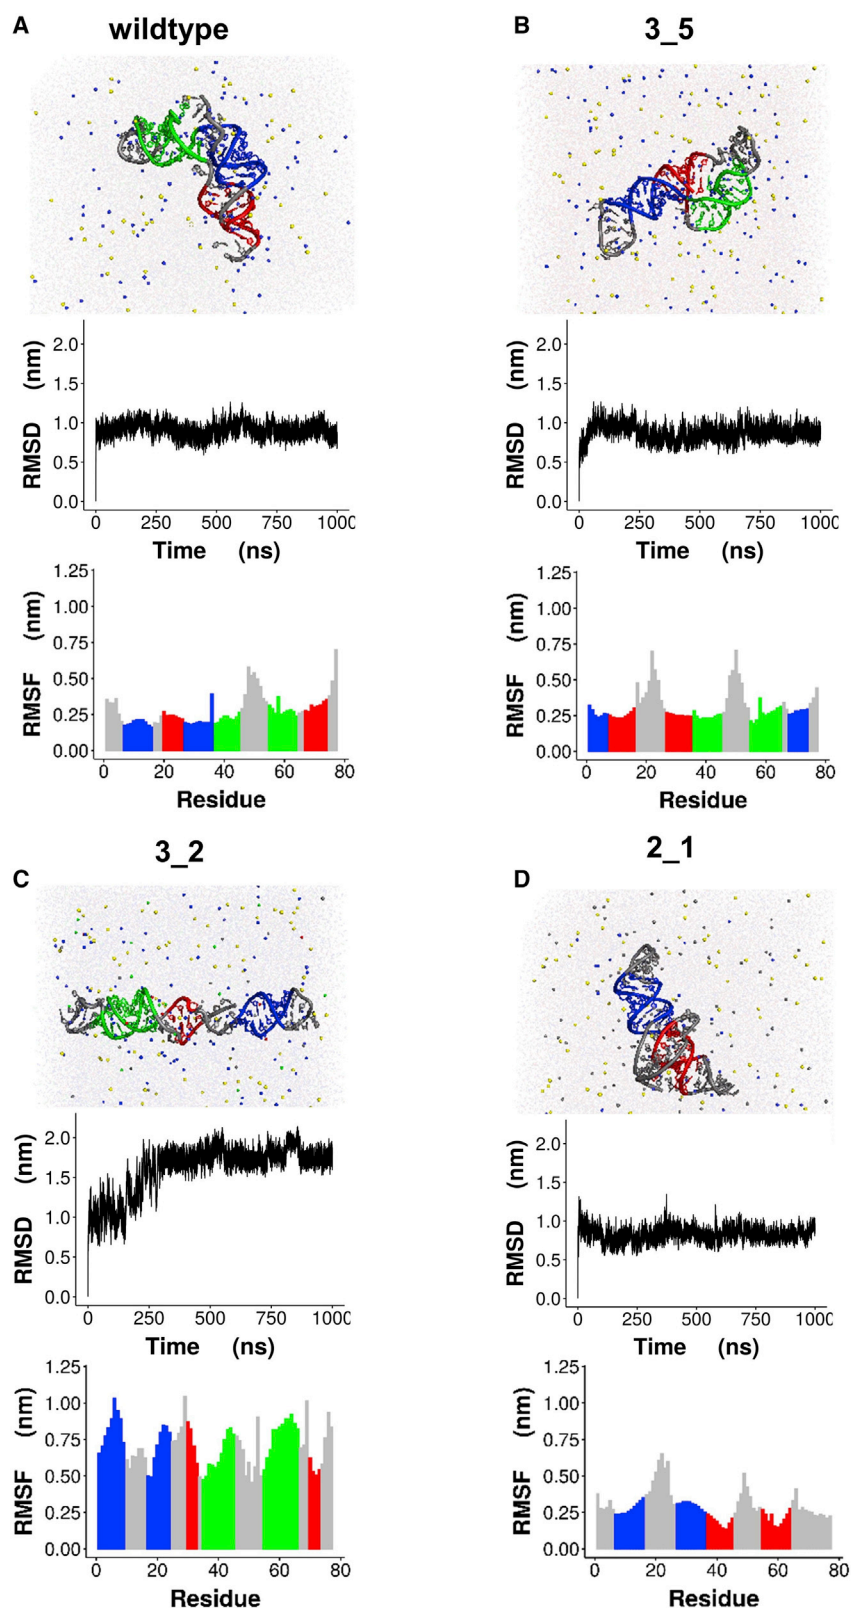 A
wildtype
B
3_5
RMSD (nm)
2.0
1.5
1.0
0.5
0.0
0 250 500 750 1000
Time (ns)
RMSD (nm)
2.0
1.5
1.0
0.5
0.0
0 250 500 750 1000
Time (ns)
RMSF (nm)
1.25
1.00
0.75
0.50
0.25
0.00
0 20 40 60 80
Residue
RMSF (nm)
1.25
1.00
0.75
0.50
0.25
0.00
0 20 40 60 80
Residue
C
3_2
D
2_1
RMSD (nm)
2.0
1.5
1.0
0.5
0.0
0 250 500 750 1000
Time (ns)
RMSD (nm)
2.0
1.5
1.0
0.5
0.0
0 250 500 750 1000
Time (ns)
RMSF (nm)
1.25
1.00
0.75
0.50
0.25
0.00
0 20 40 60 80
Residue
RMSF (nm)
1.25
1.00
0.75
0.50
0.25
0.00
0 20 40 60 80
Residue